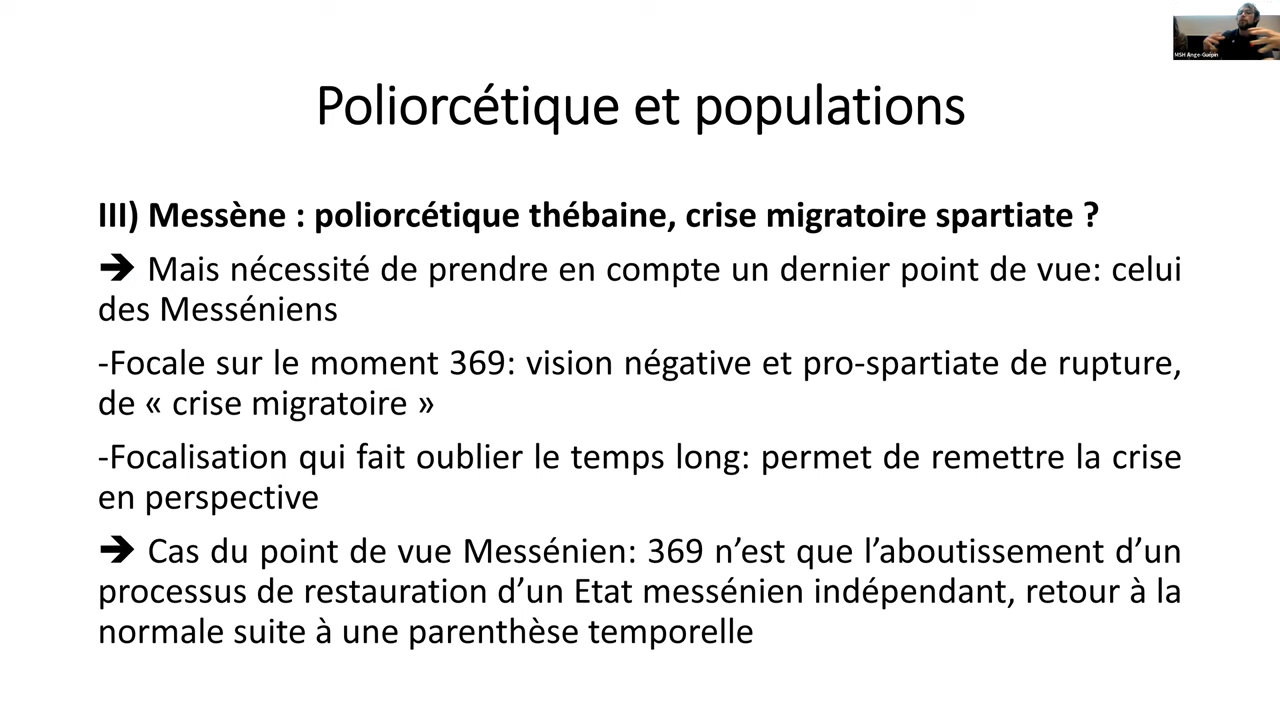 MSH Ange-Guépin
Poliorcétique et populations
III) Messène : poliorcétique thébaine, crise migratoire spartiate ?
➔ Mais nécessité de prendre en compte un dernier point de vue: celui
des Messéniens
-Focale sur le moment 369: vision négative et pro-spartiate de rupture,
de « crise migratoire »
-Focalisation qui fait oublier le temps long: permet de remettre la crise
en perspective
➔ Cas du point de vue Messénien: 369 n’est que l’aboutissement d’un
processus de restauration d’un Etat messénien indépendant, retour à la
normale suite à une parenthèse temporelle